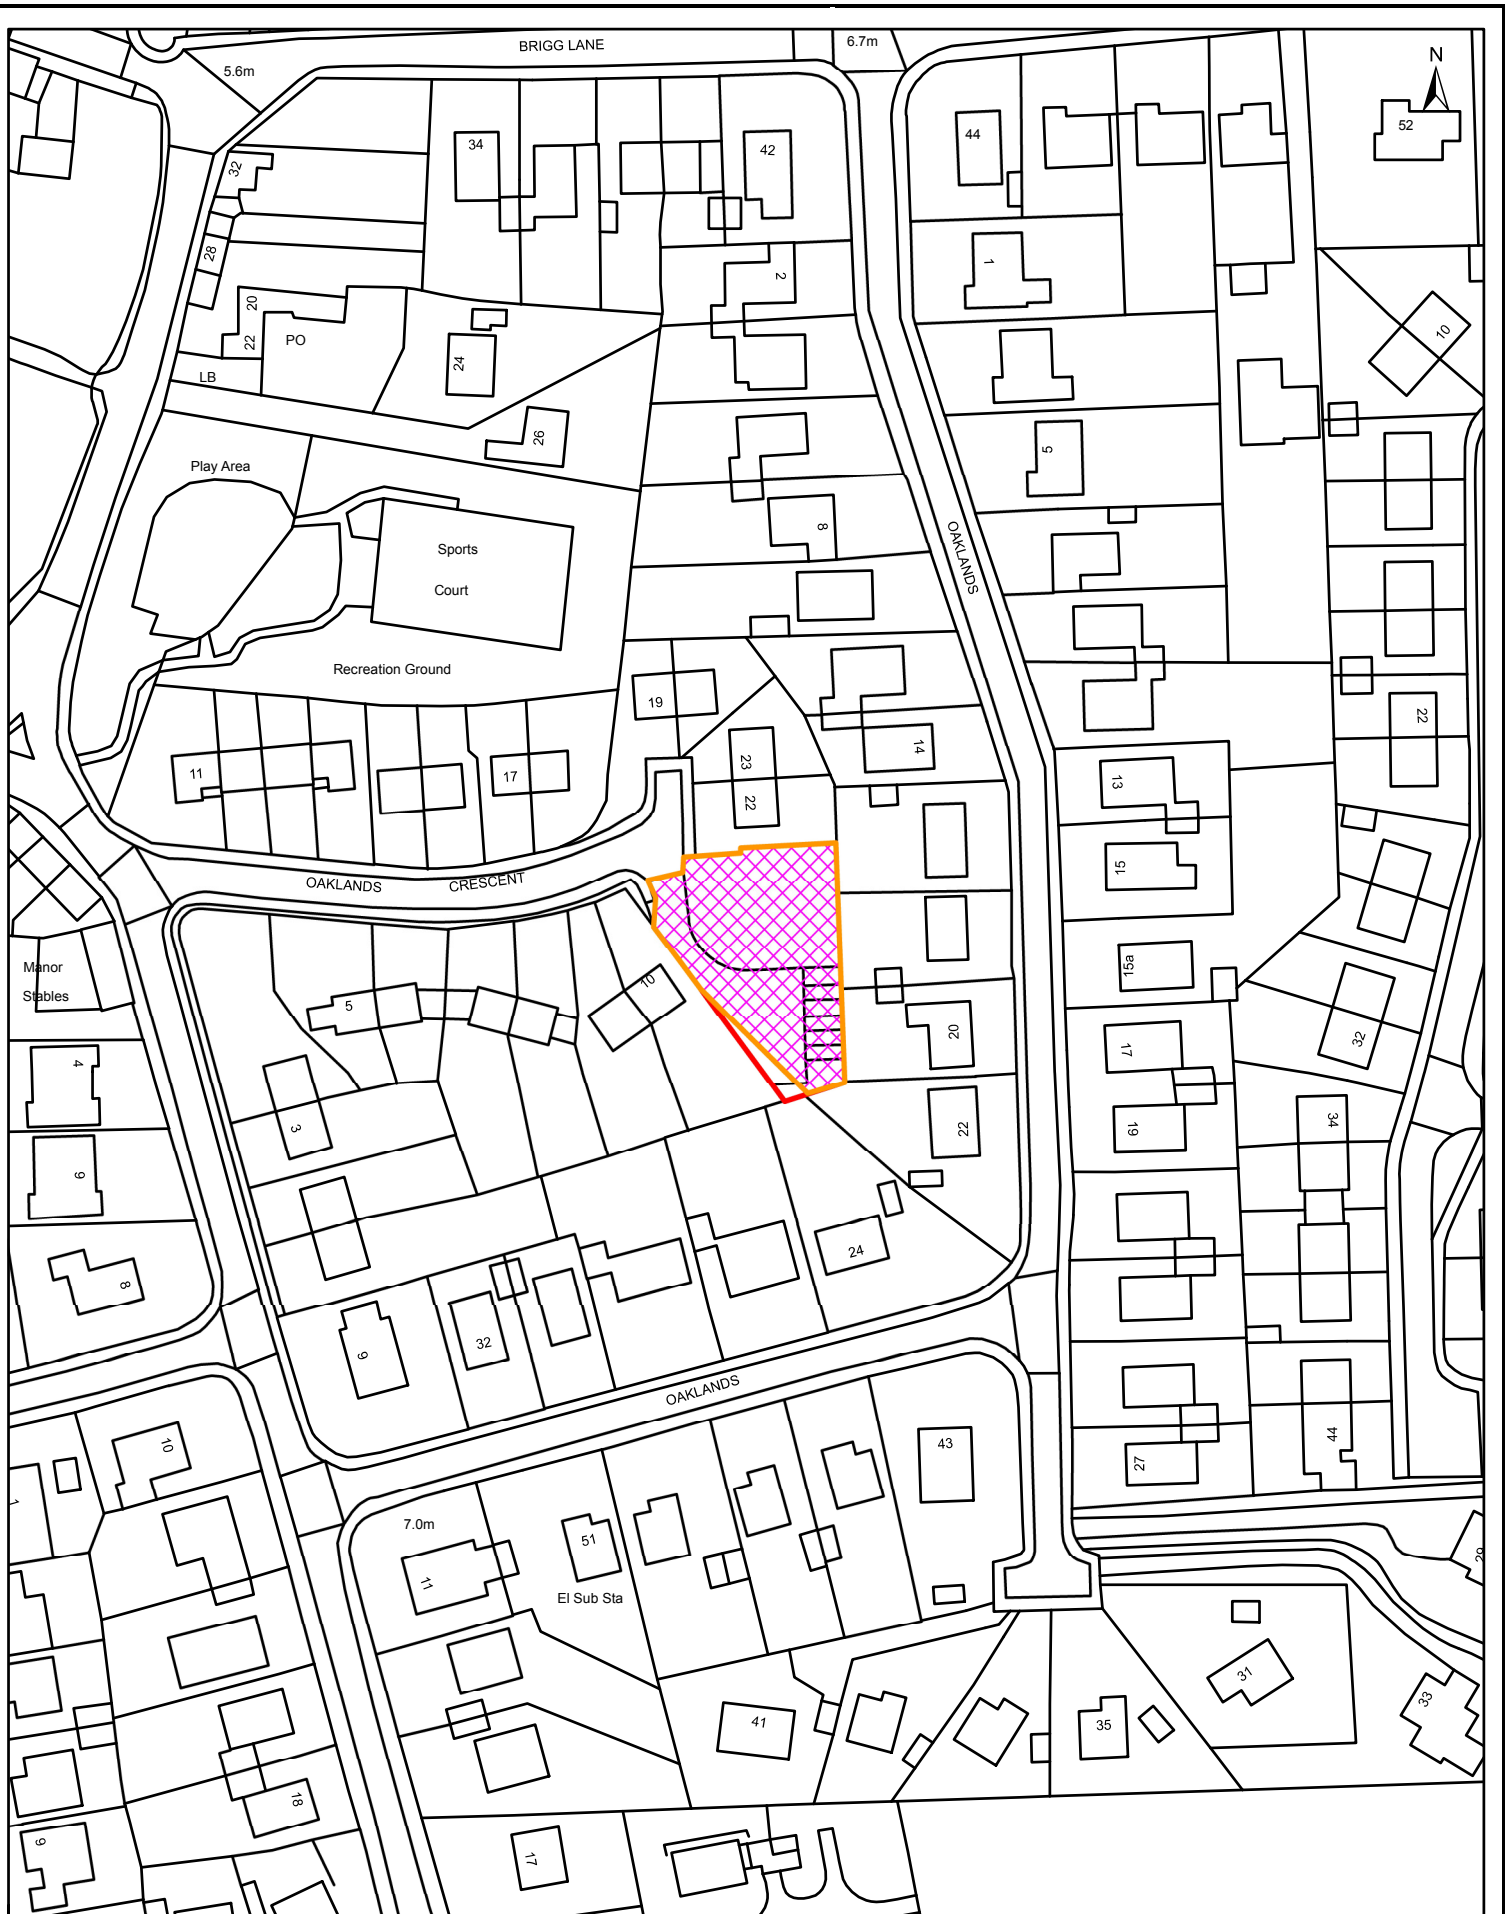 BRIGG LANE
6.7m
5.6m
N
52
44
34
42
32
28
2
1
20
22
PO
24
LB
10
26
5
Play Area
8
Sports
Court
OAKLANDS
Recreation Ground
19
22
14
23
22
11
17
13
15
OAKLANDS
CRESCENT
Manor
Stables
15a
10
5
20
17
32
4
3
22
19
34
9
8
24
32
9
OAKLANDS
10
43
44
27
1
7.0m
51
11
El Sub Sta
29
31
33
41
35
18
9
17